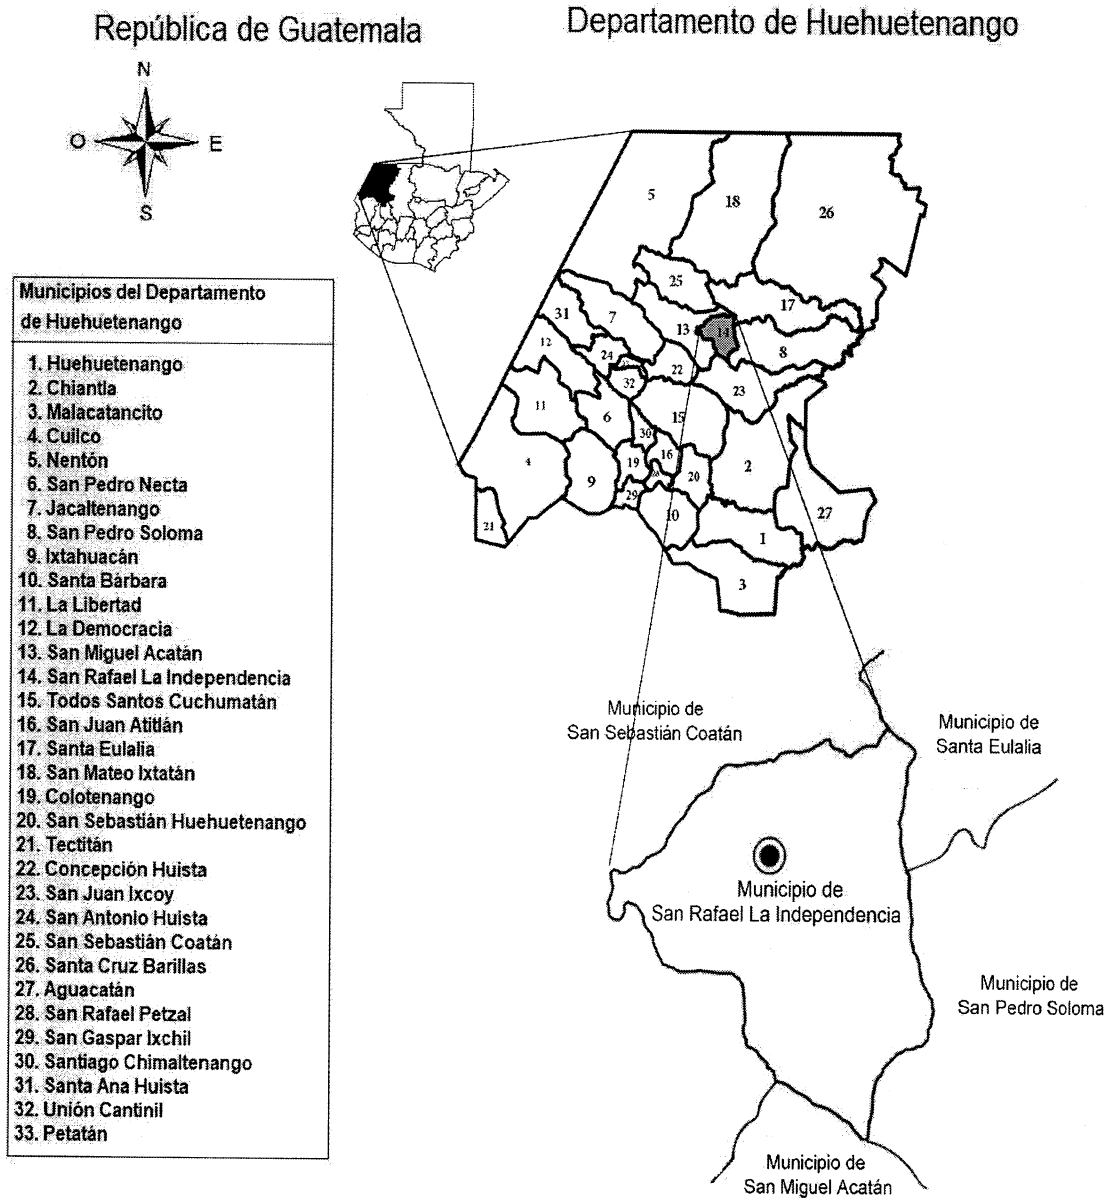 República de Guatemala
Departamento de Huehuetenango
N
O
E
S
Municipios del Departamento
de Huehuetenango
1. Huehuetenango
2. Chiantla
3. Malacatancito
4. Cuilco
5. Nentón
6. San Pedro Necta
7. Jacaltenango
8. San Pedro Soloma
9. Ixtahuacán
10. Santa Bárbara
11. La Libertad
12. La Democracia
13. San Miguel Acatán
14. San Rafael La Independencia
15. Todos Santos Cuchumatán
16. San Juan Atitlán
17. Santa Eulalia
18. San Mateo Ixtatán
19. Colotenango
20. San Sebastián Huehuetenango
21. Tectitán
22. Concepción Huista
23. San Juan Ixcoy
24. San Antonio Huista
25. San Sebastián Coatán
26. Santa Cruz Barillas
27. Aguacatán
28. San Rafael Petzal
29. San Gaspar Ixchil
30. Santiago Chimaltenango
31. Santa Ana Huista
32. Unión Cantinil
33. Petatán
5
18
26
25
17
31
7
13
14
12
24
8
22
32
23
11
6
15
30
16
4
19
2
9
20
29
27
21
10
1
3
Municipio de
San Sebastián Coatán
Municipio de
Santa Eulalia
Municipio de
San Rafael La Independencia
Municipio de
San Pedro Soloma
Municipio de
San Miguel Acatán